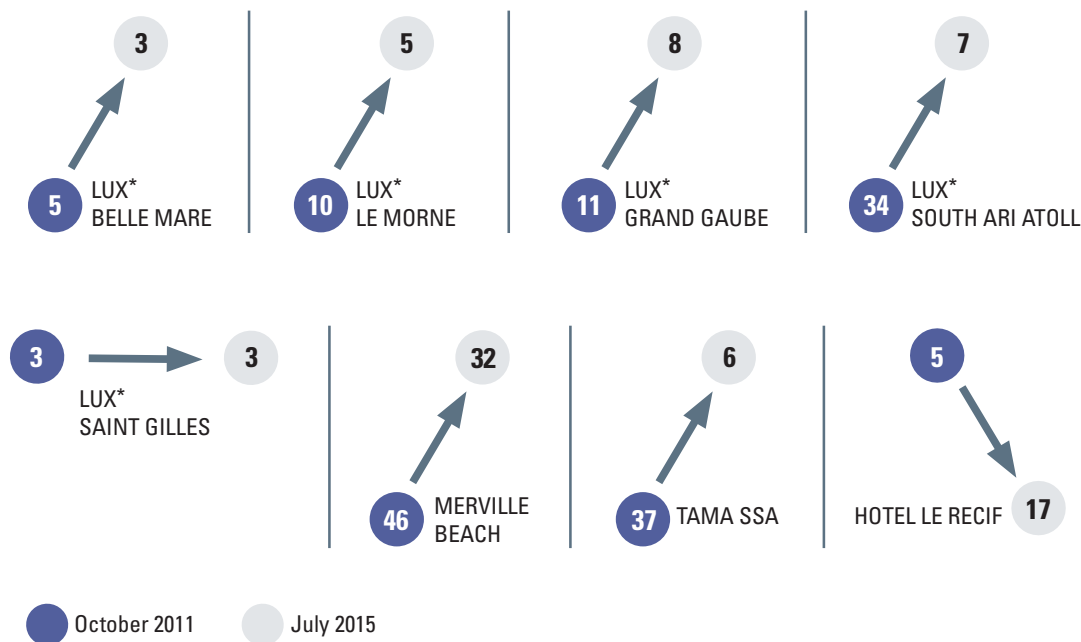 3
5
LUX*
BELLE MARE
5
10
LUX*
LE MORNE
8
11
LUX*
GRAND GAUBE
7
34
LUX*
SOUTH ARI ATOLL
3
3
LUX*
SAINT GILLES
32
46
MERVILLE
BEACH
6
37
TAMA SSA
5
HOTEL LE RECIF
17
October 2011
July 2015